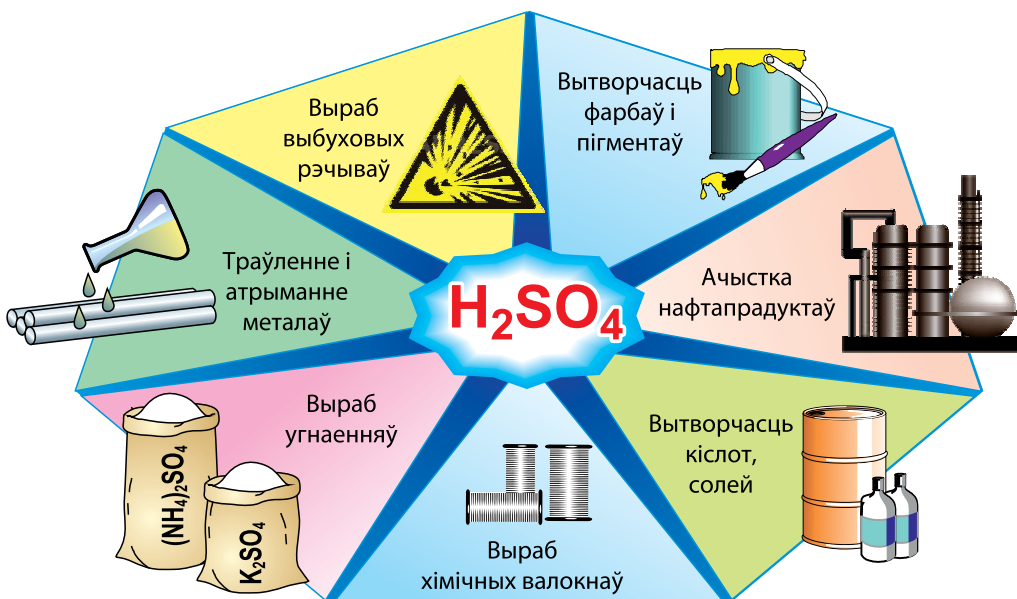 Вытворчасць
фарбаў і
пігментаў
Выраб
выбуховых
рэчываў
Траўленне і
атрыманне
металаў
H₂SO₄
Ачыстка
нафтапрадуктаў
Выраб
угнаенняў
(NH₄)₂SO₄
K₂SO₄
Вытворчасць
кіслот,
солей
Выраб
хімічных валокнаў